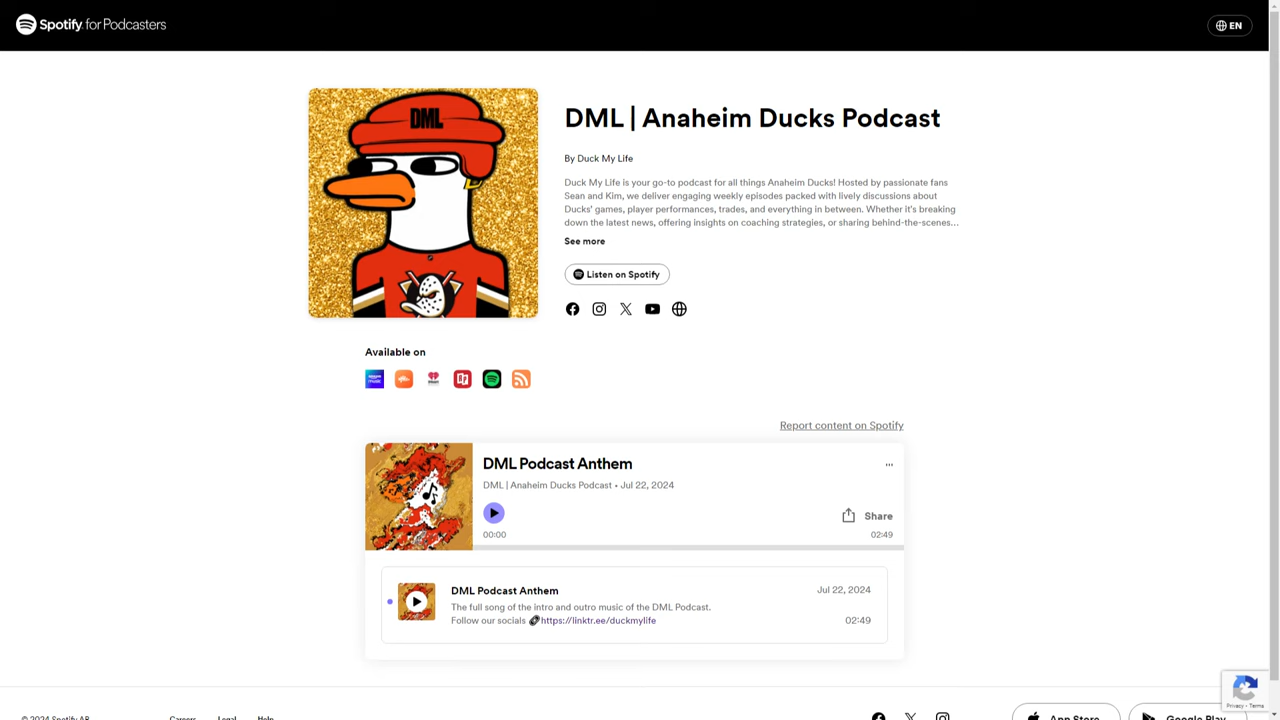 Spotify for Podcasters
EN
DML
DML | Anaheim Ducks Podcast
By Duck My Life
Duck My Life is your go-to podcast for all things Anaheim Ducks! Hosted by passionate fans
Sean and Kim, we deliver engaging weekly episodes packed with lively discussions about
Ducks' games, player performances, trades, and everything in between. Whether it's breaking
down the latest news, offering insights on coaching strategies, or sharing behind-the-scenes...
See more
Listen on Spotify
Available on
Report content on Spotify
DML Podcast Anthem
DML | Anaheim Ducks Podcast • Jul 22, 2024
Share
00:00
02:49
DML Podcast Anthem
Jul 22, 2024
The full song of the intro and outro music of the DML Podcast.
Follow our socials 🔗https://linktr.ee/duckmylife
02:49
Privacy - Terms
© 2024 Spotify AB
Careers
Legal
Help
App Store
Google Play